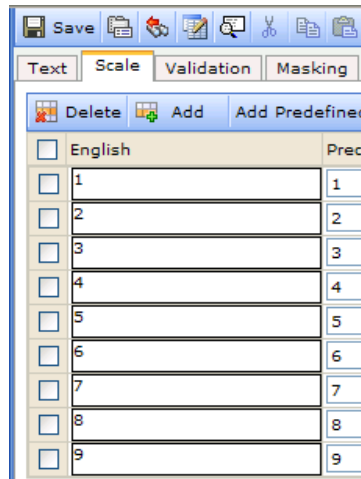 Save
Text Scale Validation Masking
Delete Add Add Predefined
English Prec
1 1
2 2
3 3
4 4
5 5
6 6
7 7
8 8
9 9